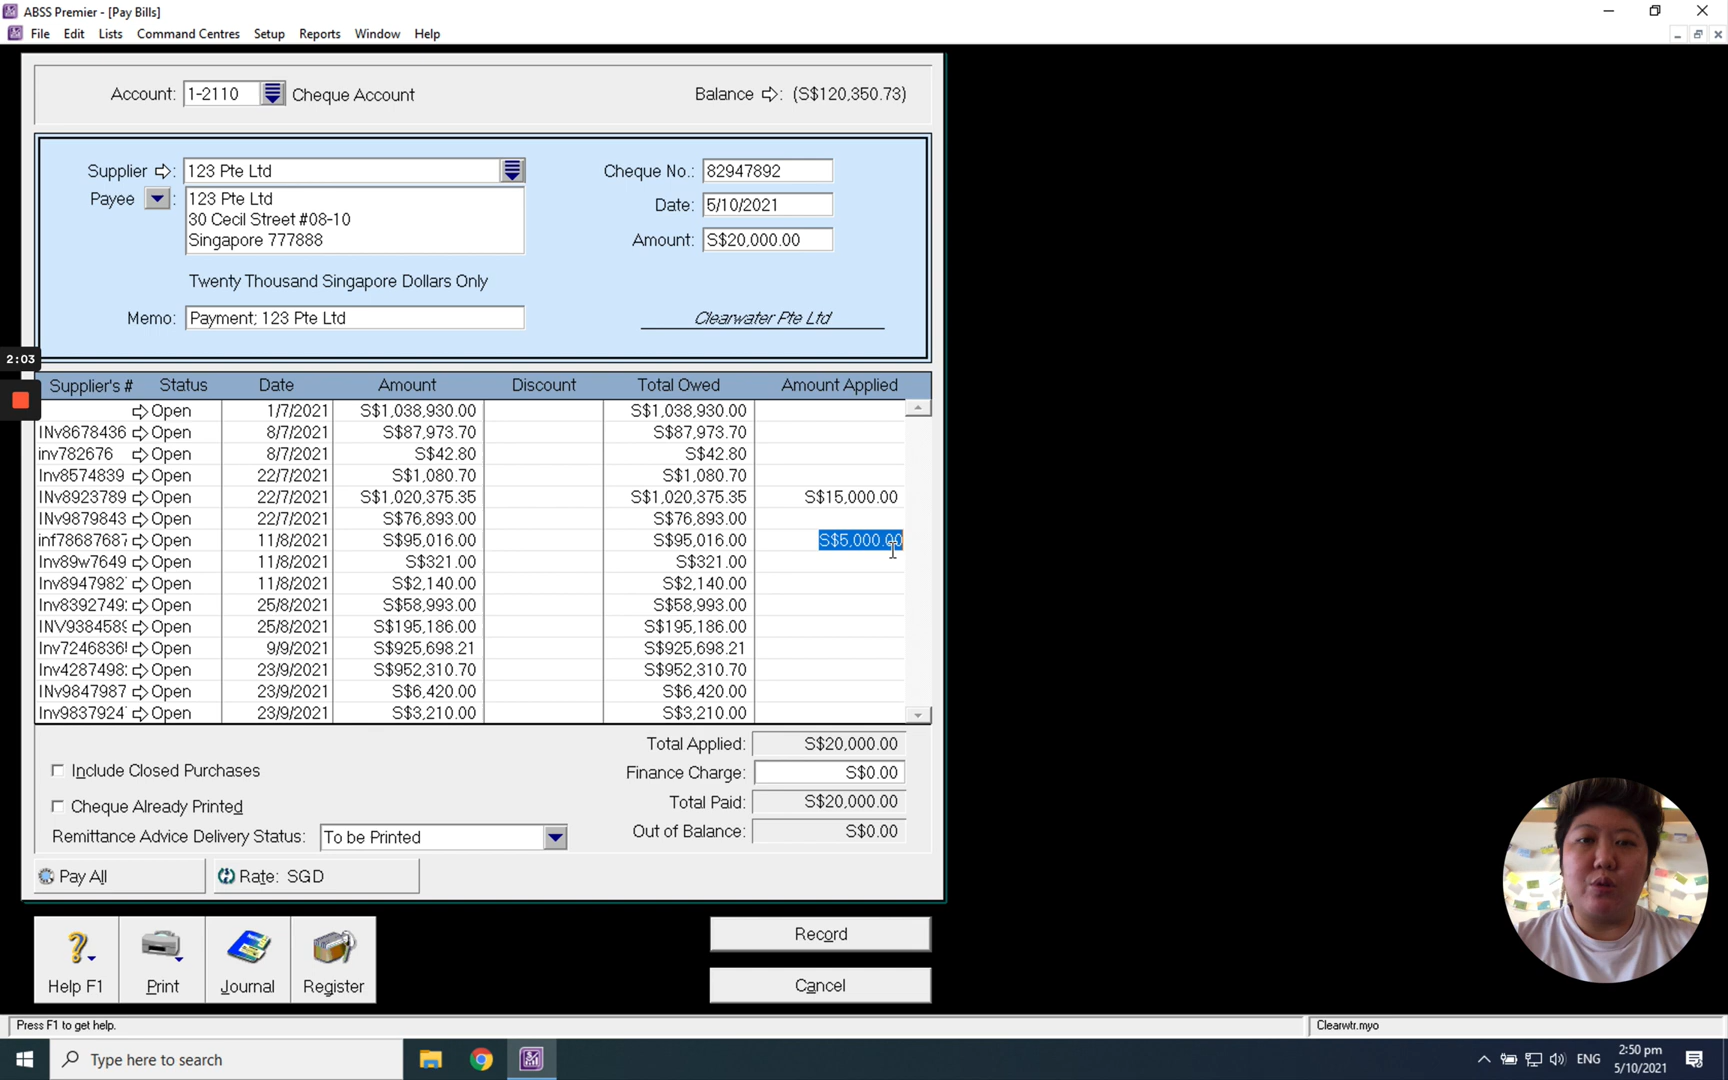 ABSS Premier - [Pay Bills]
File Edit Lists Command Centres Setup Reports Window Help
Account: 1-2110 Cheque Account Balance : (S$120,350.73)
Supplier : 123 Pte Ltd Cheque No.: 82947892
Payee : 123 Pte Ltd
30 Cecil Street #08-10
Singapore 777888
Date: 5/10/2021
Amount: S$20,000.00
Twenty Thousand Singapore Dollars Only
Memo: Payment; 123 Pte Ltd Clearwater Pte Ltd
2:03
Supplier's # Status Date Amount Discount Total Owed Amount Applied
Open 1/7/2021 S$1,038,930.00 S$1,038,930.00
INv8678436 Open 8/7/2021 S$87,973.70 S$87,973.70
inv782676 Open 8/7/2021 S$42.80 S$42.80
Inv8574839 Open 22/7/2021 S$1,080.70 S$1,080.70
INv8923789 Open 22/7/2021 S$1,020,375.35 S$1,020,375.35 S$15,000.00
INv9879843 Open 22/7/2021 S$76,893.00 S$76,893.00
inf78687687 Open 11/8/2021 S$95,016.00 S$95,016.00 S$5,000.00
Inv89w7649 Open 11/8/2021 S$321.00 S$321.00
Inv8947982 Open 11/8/2021 S$2,140.00 S$2,140.00
Inv8392749 Open 25/8/2021 S$58,993.00 S$58,993.00
INV9384589 Open 25/8/2021 S$195,186.00 S$195,186.00
Inv7246836 Open 9/9/2021 S$925,698.21 S$925,698.21
Inv4287498 Open 23/9/2021 S$952,310.70 S$952,310.70
INv9847987 Open 23/9/2021 S$6,420.00 S$6,420.00
Inv9837924 Open 23/9/2021 S$3,210.00 S$3,210.00
Total Applied: S$20,000.00
Include Closed Purchases Finance Charge: S$0.00
Cheque Already Printed Total Paid: S$20,000.00
Remittance Advice Delivery Status: To be Printed Out of Balance: S$0.00
Pay All Rate: SGD
Help F1 Print Journal Register
Record
Cancel
Press F1 to get help. Clearwtr.myo
Type here to search
ENG
2:50 pm
5/10/2021